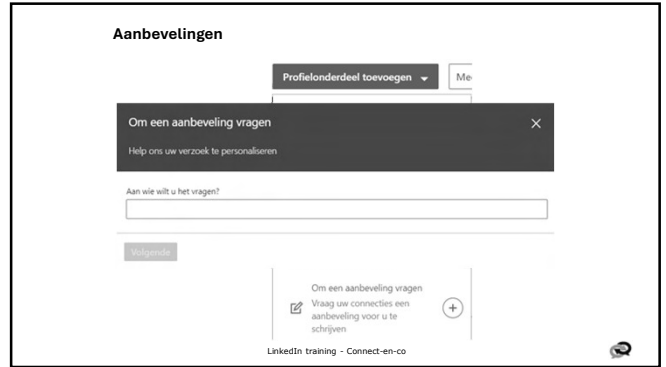 Aanbevelingen
Profielonderdeel toevoegen
Me
Om een aanbeveling vragen
Help ons uw verzoek te personaliseren
Aan wie wilt u het vragen?
Volgende
Om een aanbeveling vragen
Vraag uw connecties een
aanbeveling voor u te
schrijven
LinkedIn training - Connect-en-co